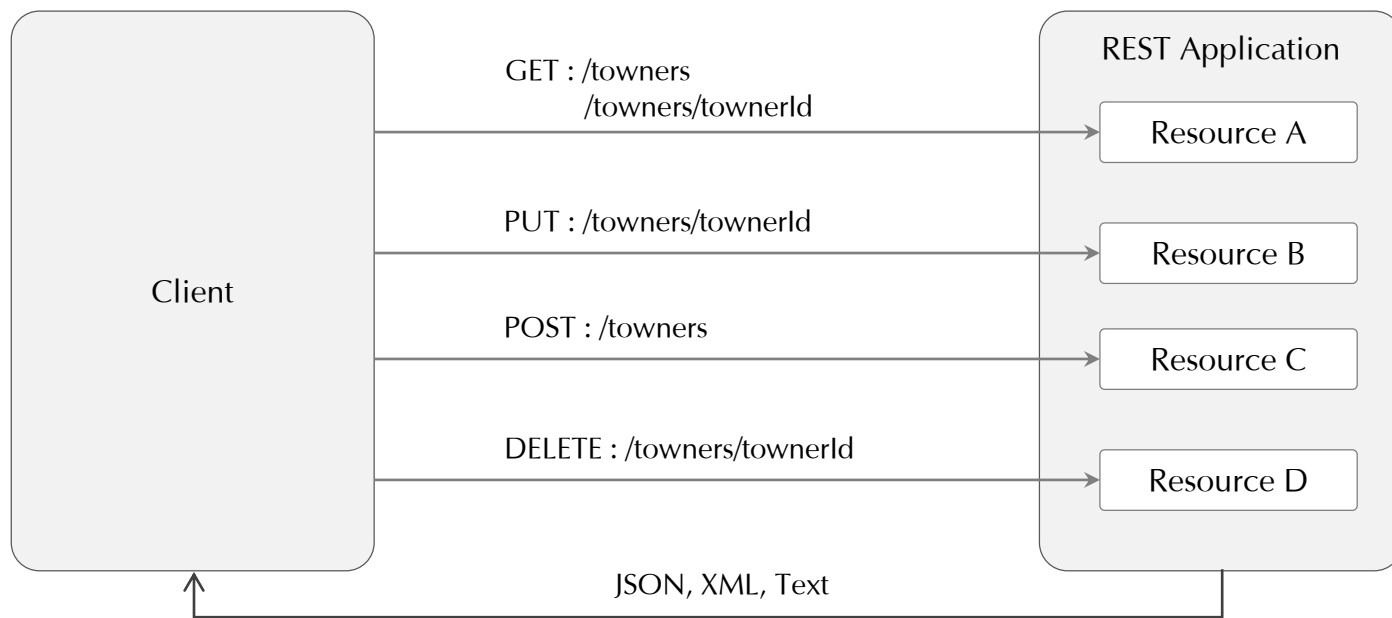 REST Application
GET : /towners
/towners/townerId
Resource A
PUT : /towners/townerId
Resource B
Client
POST : /towners
Resource C
DELETE : /towners/townerId
Resource D
JSON, XML, Text